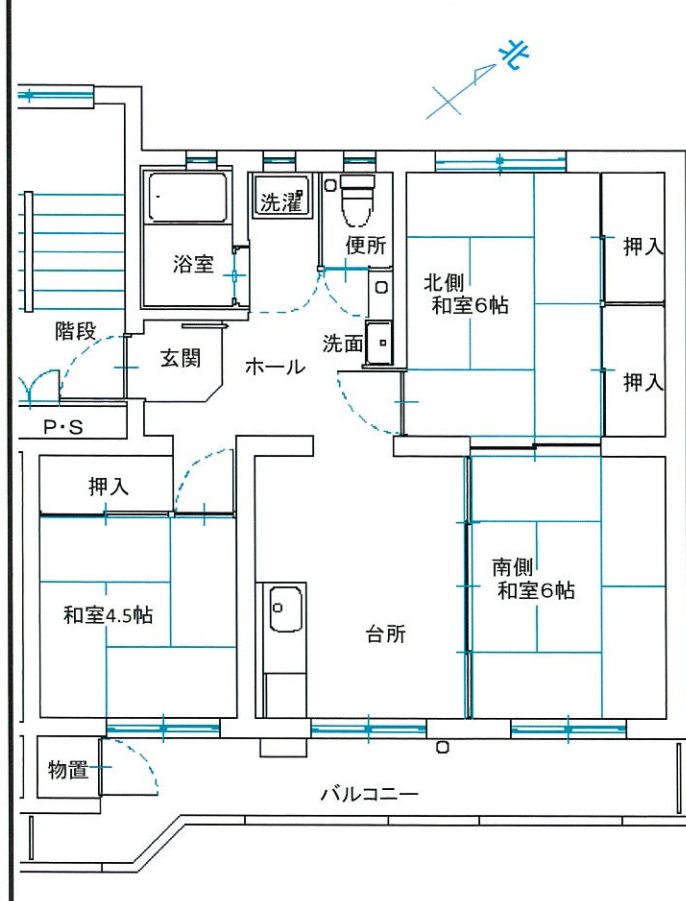 北
洗濯
便所
浴室
北側
和室6帖
押入
階段
玄関
ホール
洗面
押入
P・S
押入
南側
和室6帖
和室4.5帖
台所
物置
バルコニー